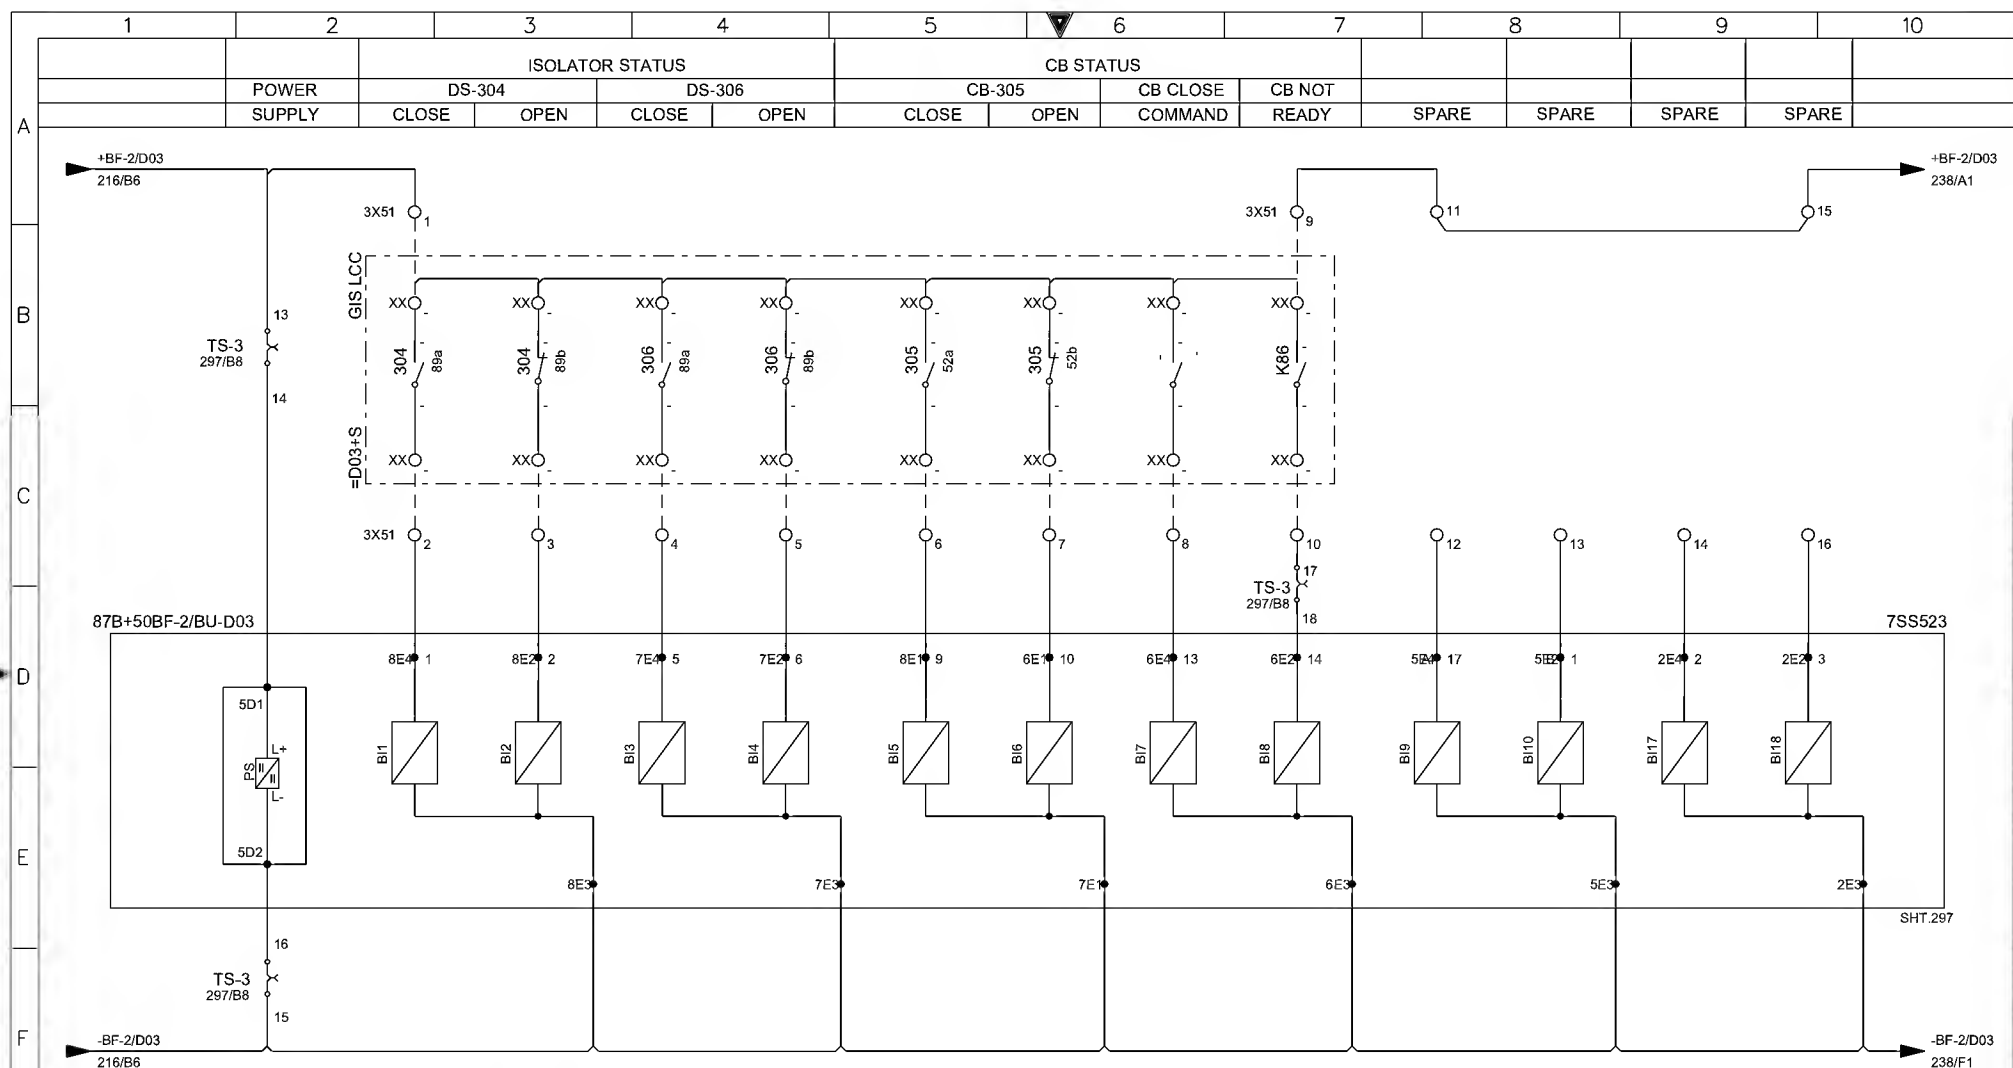 1 2 3 4 5 6 7 8 9 10
ISOLATOR STATUS CB STATUS
POWER DS-304 DS-306 CB-305 CB CLOSE CB NOT
SUPPLY CLOSE OPEN CLOSE OPEN CLOSE OPEN COMMAND READY SPARE SPARE SPARE SPARE
A
+BF-2/D03 +BF-2/D03
216/B6 238/A1
3X51 1 3X51 9 11 15
GIS LCC
B
XX XX XX XX XX XX XX XX
13
TS-3
297/B8
14
304 89a 304 89b 306 89a 306 89b 305 52a 305 52b K86
=D03+S
XX XX XX XX XX XX XX XX
C
3X51 2 3 4 5 6 7 8 10 12 13 14 16
17
TS-3
297/B8
18
87B+50BF-2/BU-D03 7SS523
D
8E4 1 8E2 2 7E4 5 7E2 6 8E1 9 6E1 10 6E4 13 6E2 14 17 1 2E4 2 2E2 3
5D1
L+
PS
L-
BI1 BI2 BI3 BI4 BI5 BI6 BI7 BI8 BI9 BI10 BI17 BI18
5D2
E
8E3 7E3 7E1 6E3 5E3 2E3
SHT.297
16
TS-3
297/B8
15
F
-BF-2/D03 -BF-2/D03
216/B6 238/F1